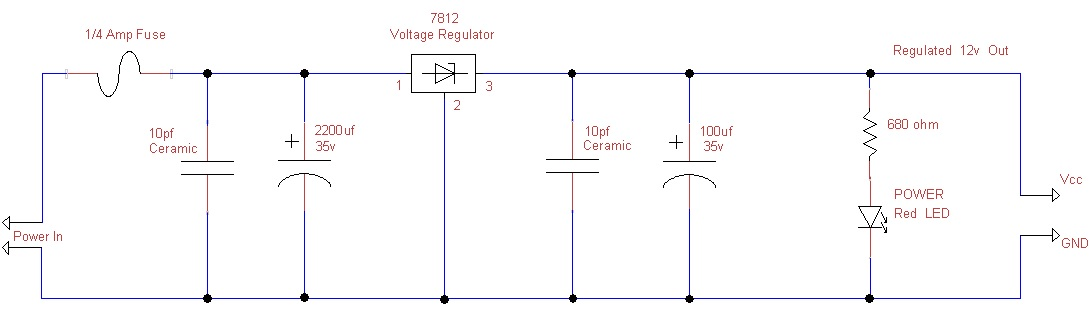 1/4 Amp Fuse
7812
Voltage Regulator
Regulated 12v Out
1
3
2
10pf
Ceramic
+
2200uf
35v
10pf
Ceramic
+
100uf
35v
680 ohm
POWER
Red LED
Vcc
Power In
GND